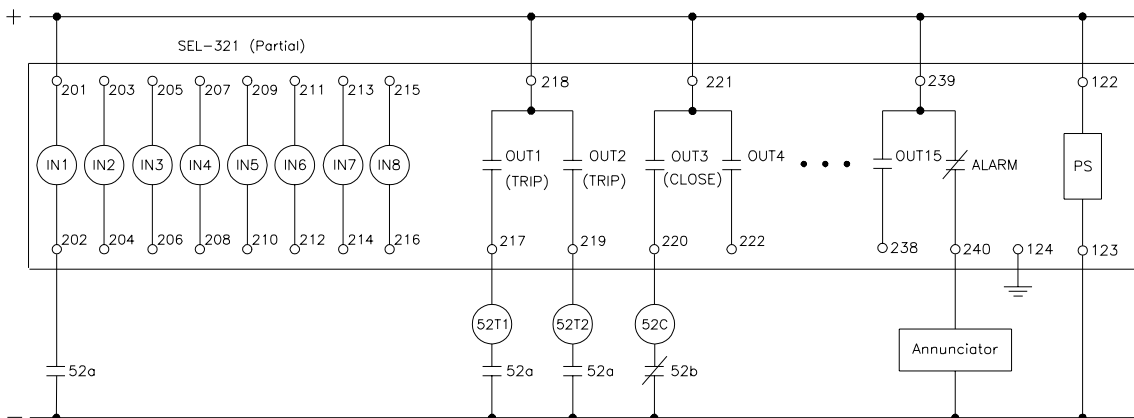 +
SEL-321 (Partial)
201 203 205 207 209 211 213 215 218 221 239 122
IN1 IN2 IN3 IN4 IN5 IN6 IN7 IN8 OUT1 (TRIP) OUT2 (TRIP) OUT3 (CLOSE) OUT4 OUT15 ALARM PS
202 204 206 208 210 212 214 216 217 219 220 222 238 240 124 123
52T1 52T2 52C
Annunciator
52a 52a 52a 52b
−